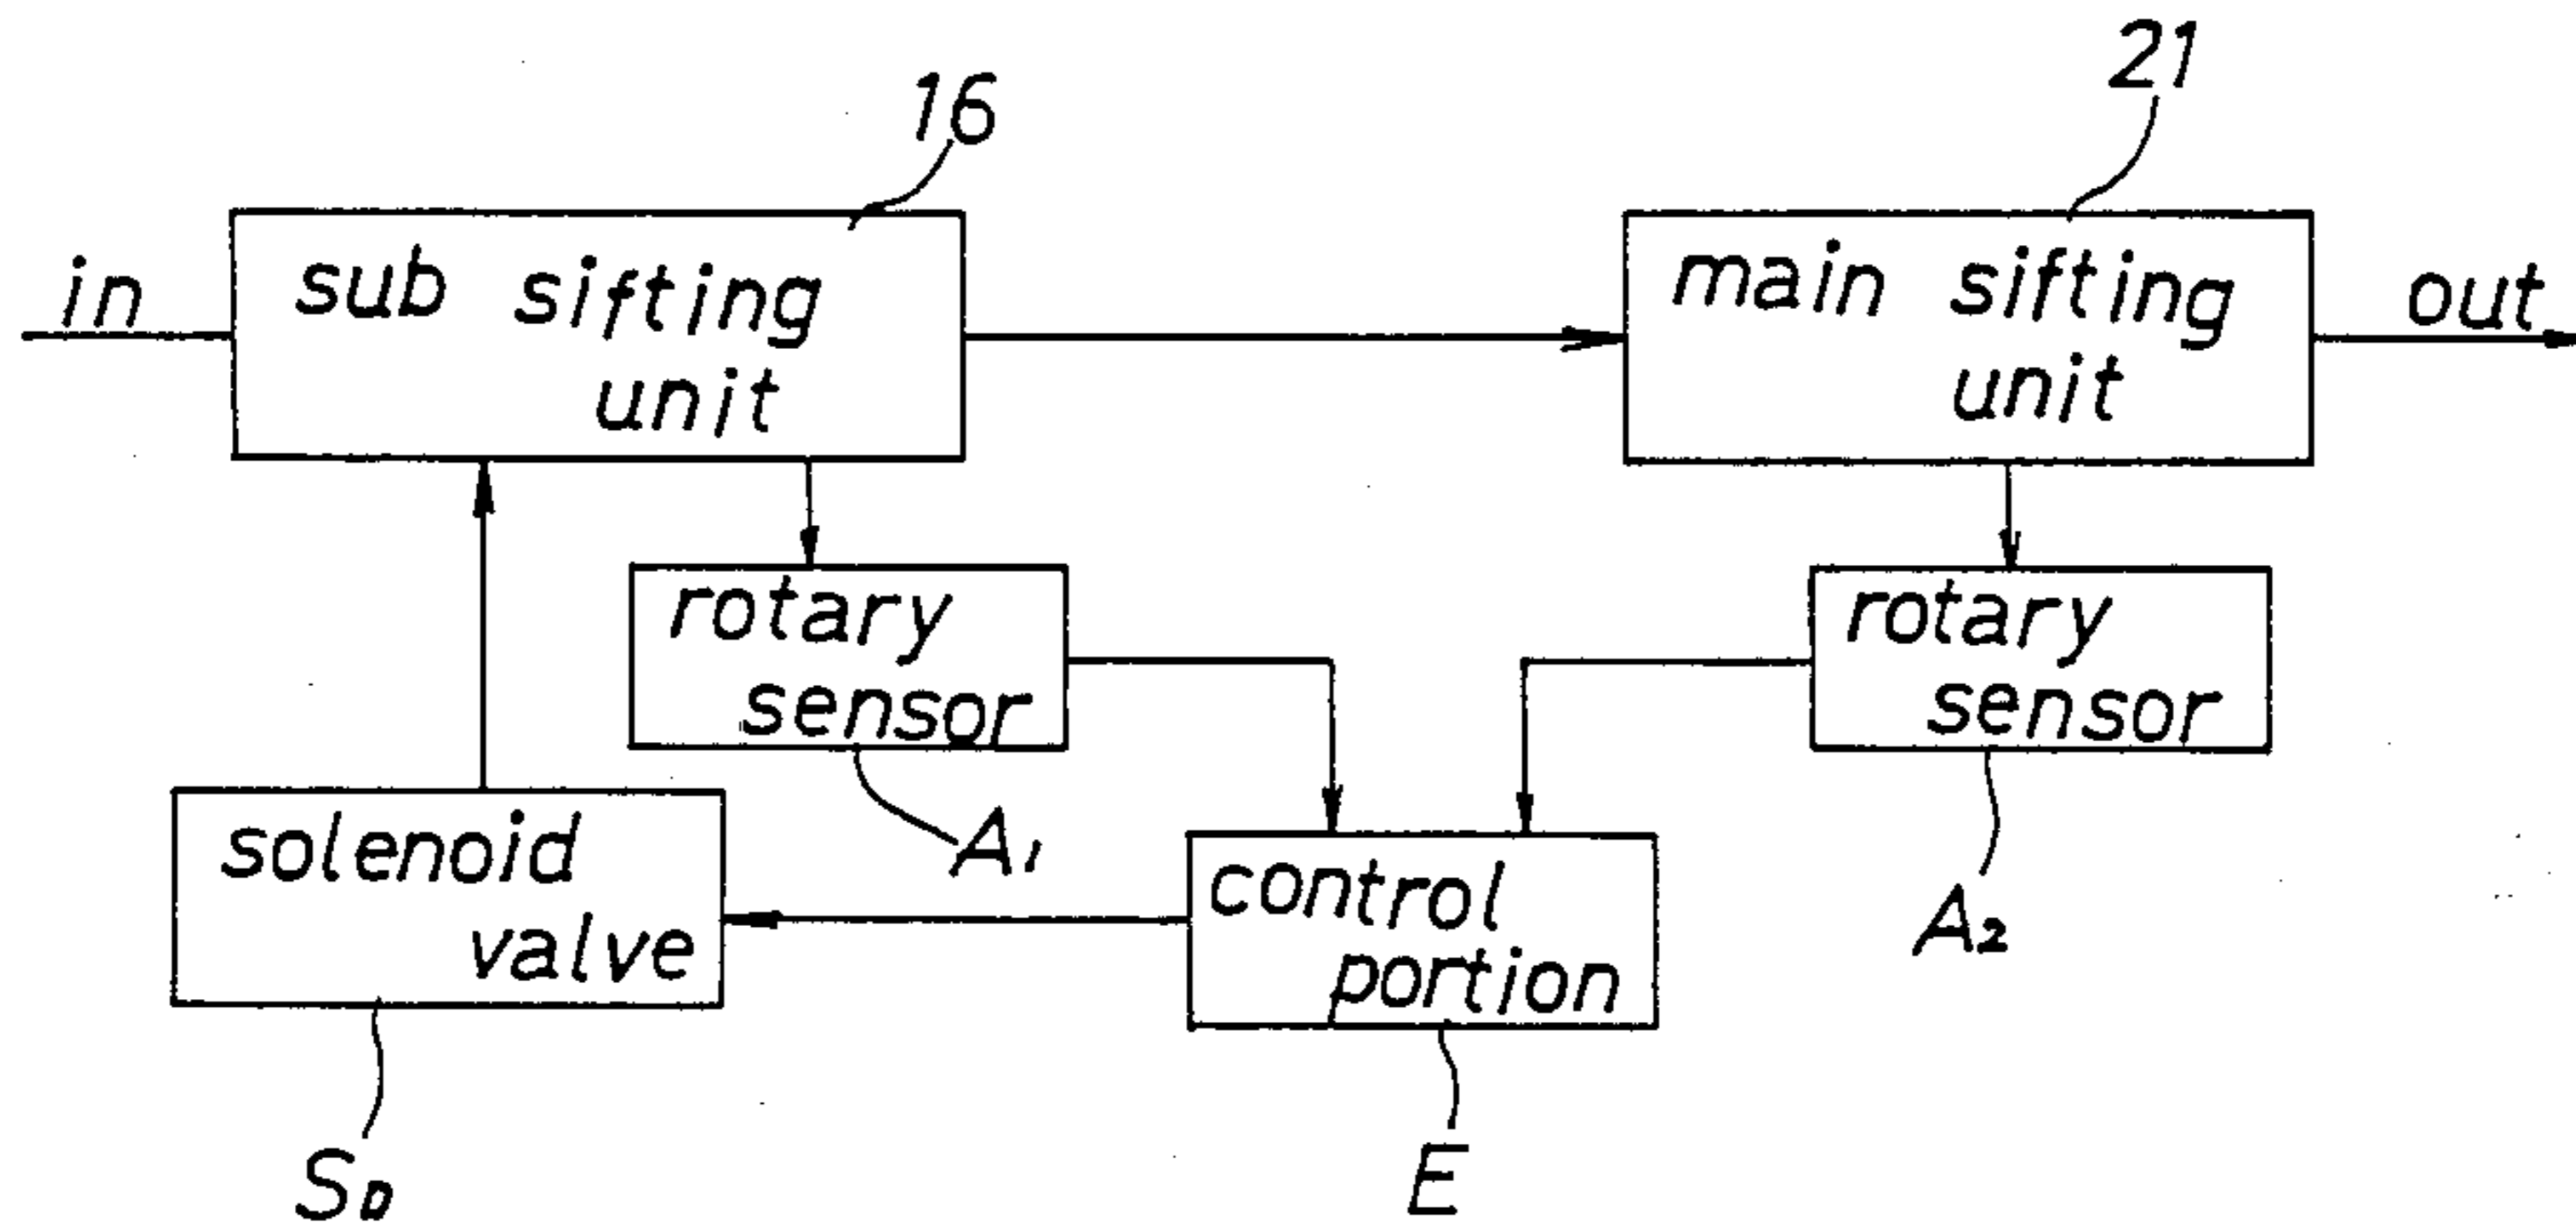 16
21
in
sub sifting
unit
main sifting
unit
out
rotary
sensor
rotary
sensor
solenoid
valve
A1
control
portion
A2
SD
E